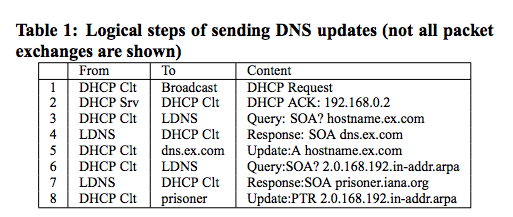 Table 1: Logical steps of sending DNS updates (not all packet
exchanges are shown)
From To Content
1 DHCP Clt Broadcast DHCP Request
2 DHCP Srv DHCP Clt DHCP ACK: 192.168.0.2
3 DHCP Clt LDNS Query: SOA? hostname.ex.com
4 LDNS DHCP Clt Response: SOA dns.ex.com
5 DHCP Clt dns.ex.com Update:A hostname.ex.com
6 DHCP Clt LDNS Query:SOA? 2.0.168.192.in-addr.arpa
7 LDNS DHCP Clt Response:SOA prisoner.iana.org
8 DHCP Clt prisoner Update:PTR 2.0.168.192.in-addr.arpa